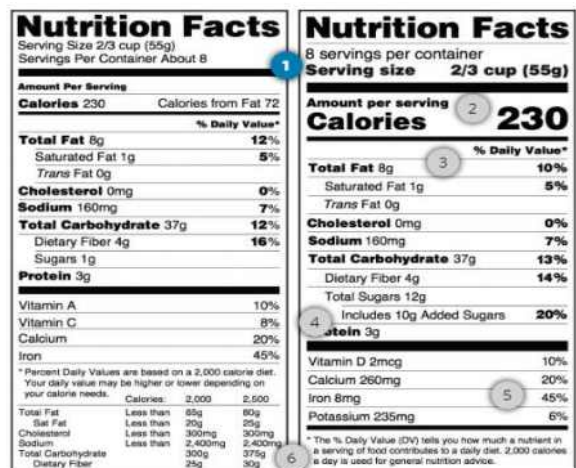 Nutrition Facts
Serving Size 2/3 cup (55g)
Servings Per Container About 8
Amount Per Serving
Calories 230 Calories from Fat 72
% Daily Value*
Total Fat 8g 12%
Saturated Fat 1g 5%
Trans Fat 0g
Cholesterol 0mg 0%
Sodium 160mg 7%
Total Carbohydrate 37g 12%
Dietary Fiber 4g 16%
Sugars 1g
Protein 3g
Vitamin A 10%
Vitamin C 8%
Calcium 20%
Iron 45%
* Percent Daily Values are based on a 2,000 calorie diet.
Your daily value may be higher or lower depending on
your calorie needs.
Calories: 2,000 2,500
Total Fat Less than 65g 80g
Sat Fat Less than 20g 25g
Cholesterol Less than 300mg 300mg
Sodium Less than 2,400mg 2,400mg
Total Carbohydrate 300g 375g
Dietary Fiber 25g 30g
1
Nutrition Facts
8 servings per container
Serving size 2/3 cup (55g)
Amount per serving
2
Calories 230
% Daily Value*
3
Total Fat 8g 10%
Saturated Fat 1g 5%
Trans Fat 0g
Cholesterol 0mg 0%
Sodium 160mg 7%
Total Carbohydrate 37g 13%
Dietary Fiber 4g 14%
Total Sugars 12g
Includes 10g Added Sugars 20%
4
otein 3g
Vitamin D 2mcg 10%
Calcium 260mg 20%
Iron 8mg 5 45%
Potassium 235mg 6%
* The % Daily Value (DV) tells you how much a nutrient in
a serving of food contributes to a daily diet. 2,000 calories
a day is used for general nutrition advice.
6